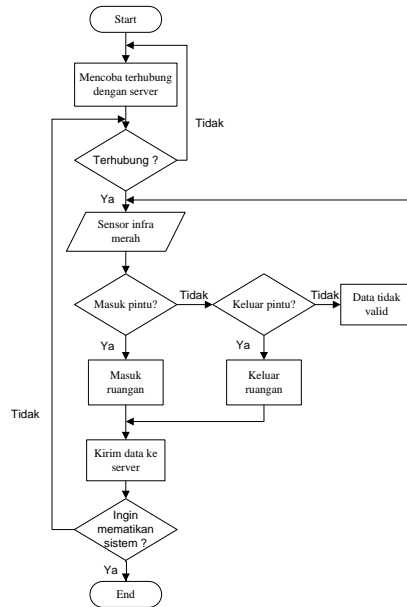 Start
Mencoba terhubung
dengan server
Tidak
Terhubung ?
Ya
Sensor infra
merah
Masuk pintu?
Tidak
Keluar pintu?
Tidak
Data tidak
valid
Ya
Ya
Masuk
ruangan
Keluar
ruangan
Tidak
Kirim data ke
server
Ingin
mematikan
sistem ?
Ya
End